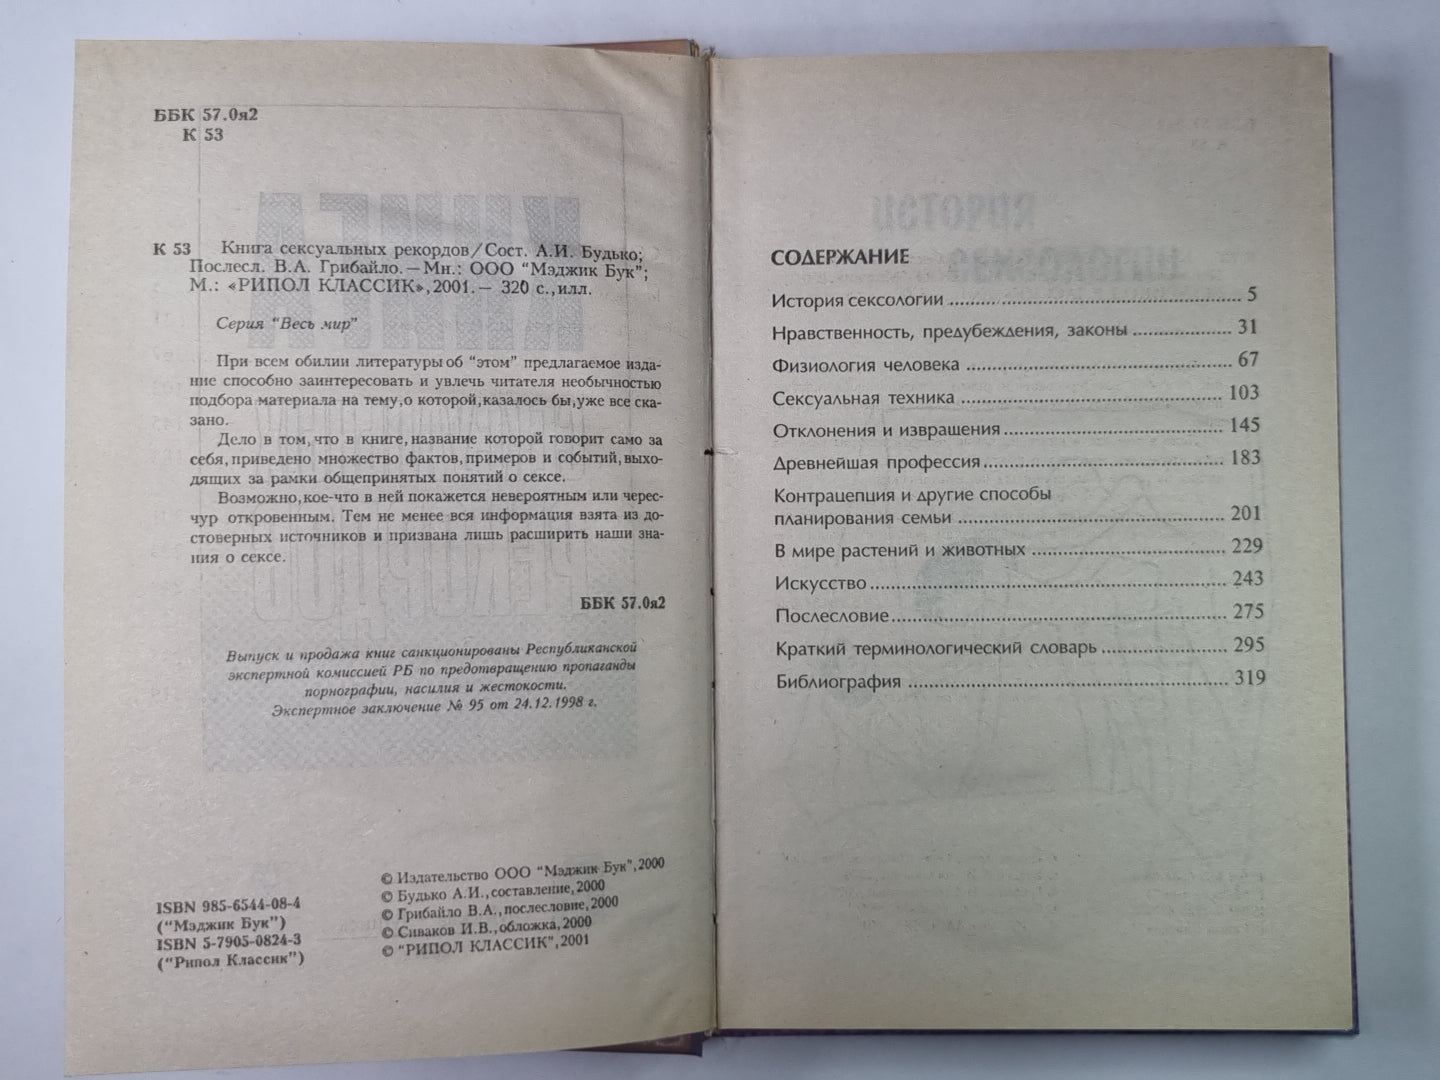 ББК 57.0я2
К 53
К 53 Книга сексуальных рекордов/Сост. А.И. Будько;
Послесл. В.А. Грибайло. — Мн.: ООО "Мэджик Бук";
М.: «РИПОЛ КЛАССИК», 2001. — 320 с., илл.
Серия "Весь мир"
При всем обилии литературы об "этом" предлагаемое изда-
ние способно заинтересовать и увлечь читателя необычностью
подбора материала на тему, о которой, казалось бы, уже все ска-
зано.
Дело в том, что в книге, название которой говорит само за
себя, приведено множество фактов, примеров и событий, выхо-
дящих за рамки общепринятых понятий о сексе.
Возможно, кое-что в ней покажется невероятным или черес-
чур откровенным. Тем не менее вся информация взята из до-
стоверных источников и призвана лишь расширить наши зна-
ния о сексе.
ББК 57.0я2
Выпуск и продажа книг санкционированы Республиканской
экспертной комиссией РБ по предотвращению пропаганды
порнографии, насилия и жестокости.
Экспертное заключение № 95 от 24.12.1998 г.
ISBN 985-6544-08-4
("Мэджик Бук")
ISBN 5-7905-0824-3
("Рипол Классик")
© Издательство ООО "Мэджик Бук", 2000
© Будько А.И., составление, 2000
© Грибайло В.А., послесловие, 2000
© Сиваков И.В., обложка, 2000
© "РИПОЛ КЛАССИК", 2001
СОДЕРЖАНИЕ
История сексологии ..... 5
Нравственность, предубеждения, законы ..... 31
Физиология человека ..... 67
Сексуальная техника ..... 103
Отклонения и извращения ..... 145
Древнейшая профессия ..... 183
Контрацепция и другие способы
планирования семьи ..... 201
В мире растений и животных ..... 229
Искусство ..... 243
Послесловие ..... 275
Краткий терминологический словарь ..... 295
Библиография ..... 319